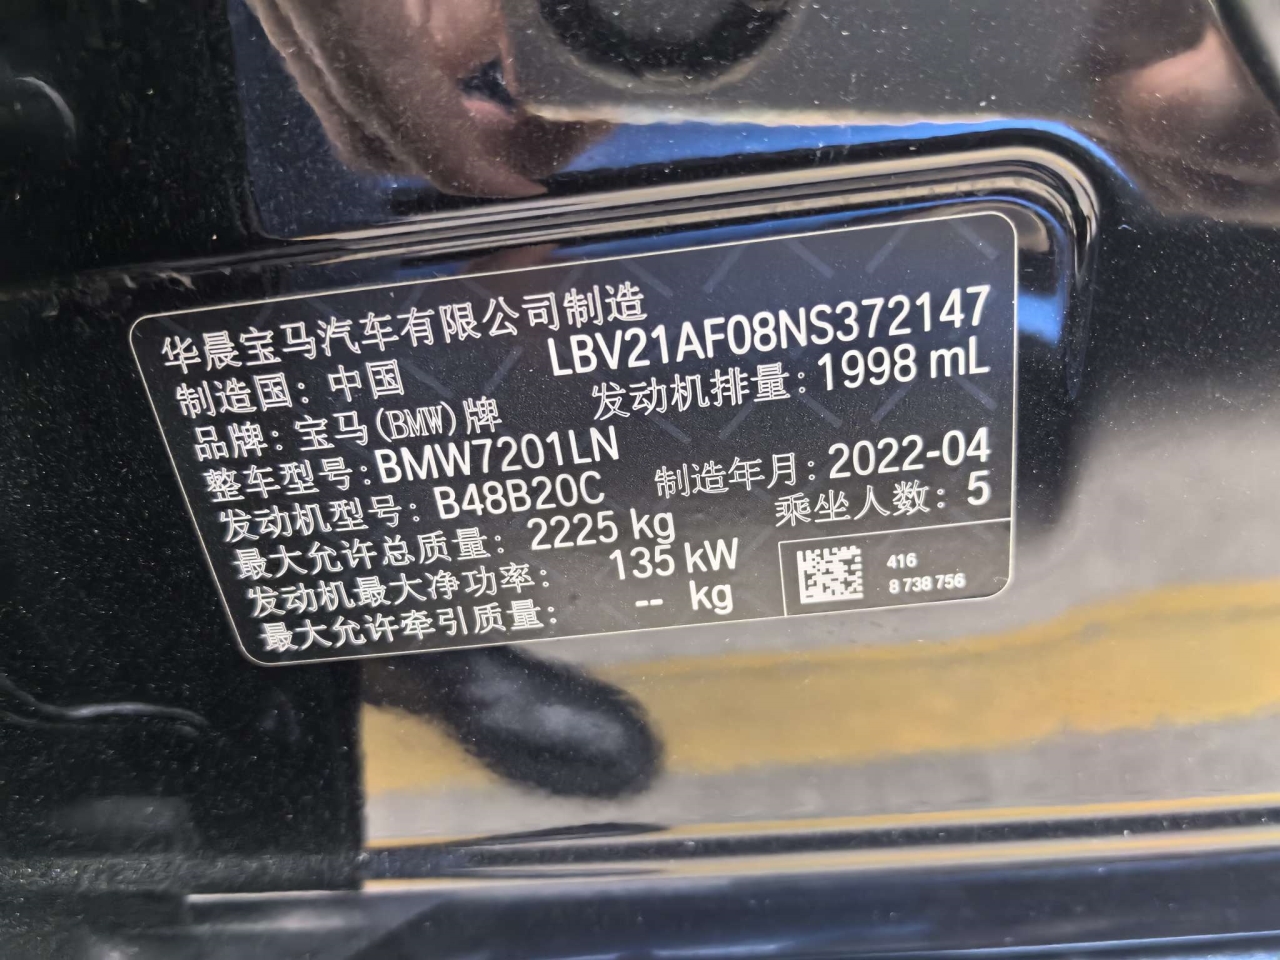 华晨宝马汽车有限公司制造
LBV21AF08NS372147
制造国：中国
发动机排量：1998 mL
品牌：宝马(BMW)牌
整车型号：BMW7201LN
制造年月：2022-04
发动机型号：B48B20C
乘坐人数：5
最大允许总质量：2225 kg
发动机最大净功率：135 kW
最大允许牵引质量：-- kg
416
8 738 756